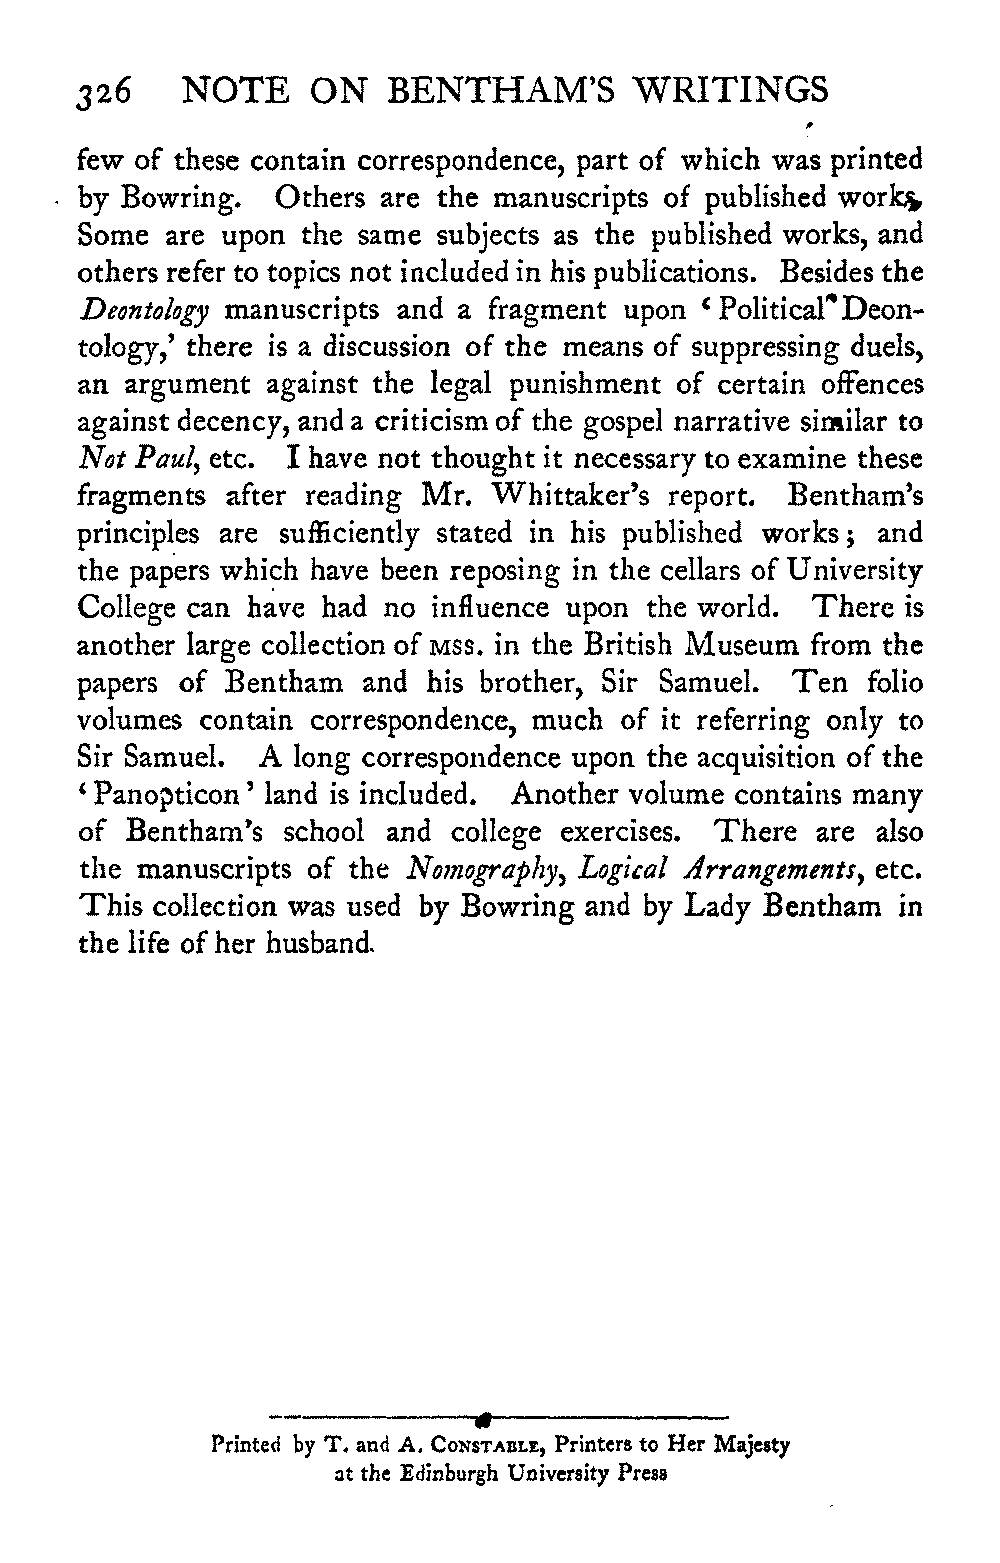 326 NOTE ON BENTHAM'S WRITINGS
few of these contain correspondence, part of which was printed
by Bowring. Others are the manuscripts of published works.
Some are upon the same subjects as the published works, and
others refer to topics not included in his publications. Besides the
Deontology manuscripts and a fragment upon ‘Political Deon-
tology,’ there is a discussion of the means of suppressing duels,
an argument against the legal punishment of certain offences
against decency, and a criticism of the gospel narrative similar to
Not Paul, etc. I have not thought it necessary to examine these
fragments after reading Mr. Whittaker's report. Bentham's
principles are sufficiently stated in his published works; and
the papers which have been reposing in the cellars of University
College can have had no influence upon the world. There is
another large collection of MSS. in the British Museum from the
papers of Bentham and his brother, Sir Samuel. Ten folio
volumes contain correspondence, much of it referring only to
Sir Samuel. A long correspondence upon the acquisition of the
‘Panopticon’ land is included. Another volume contains many
of Bentham's school and college exercises. There are also
the manuscripts of the Nomography, Logical Arrangements, etc.
This collection was used by Bowring and by Lady Bentham in
the life of her husband.
Printed by T. and A. CONSTABLE, Printers to Her Majesty
at the Edinburgh University Press